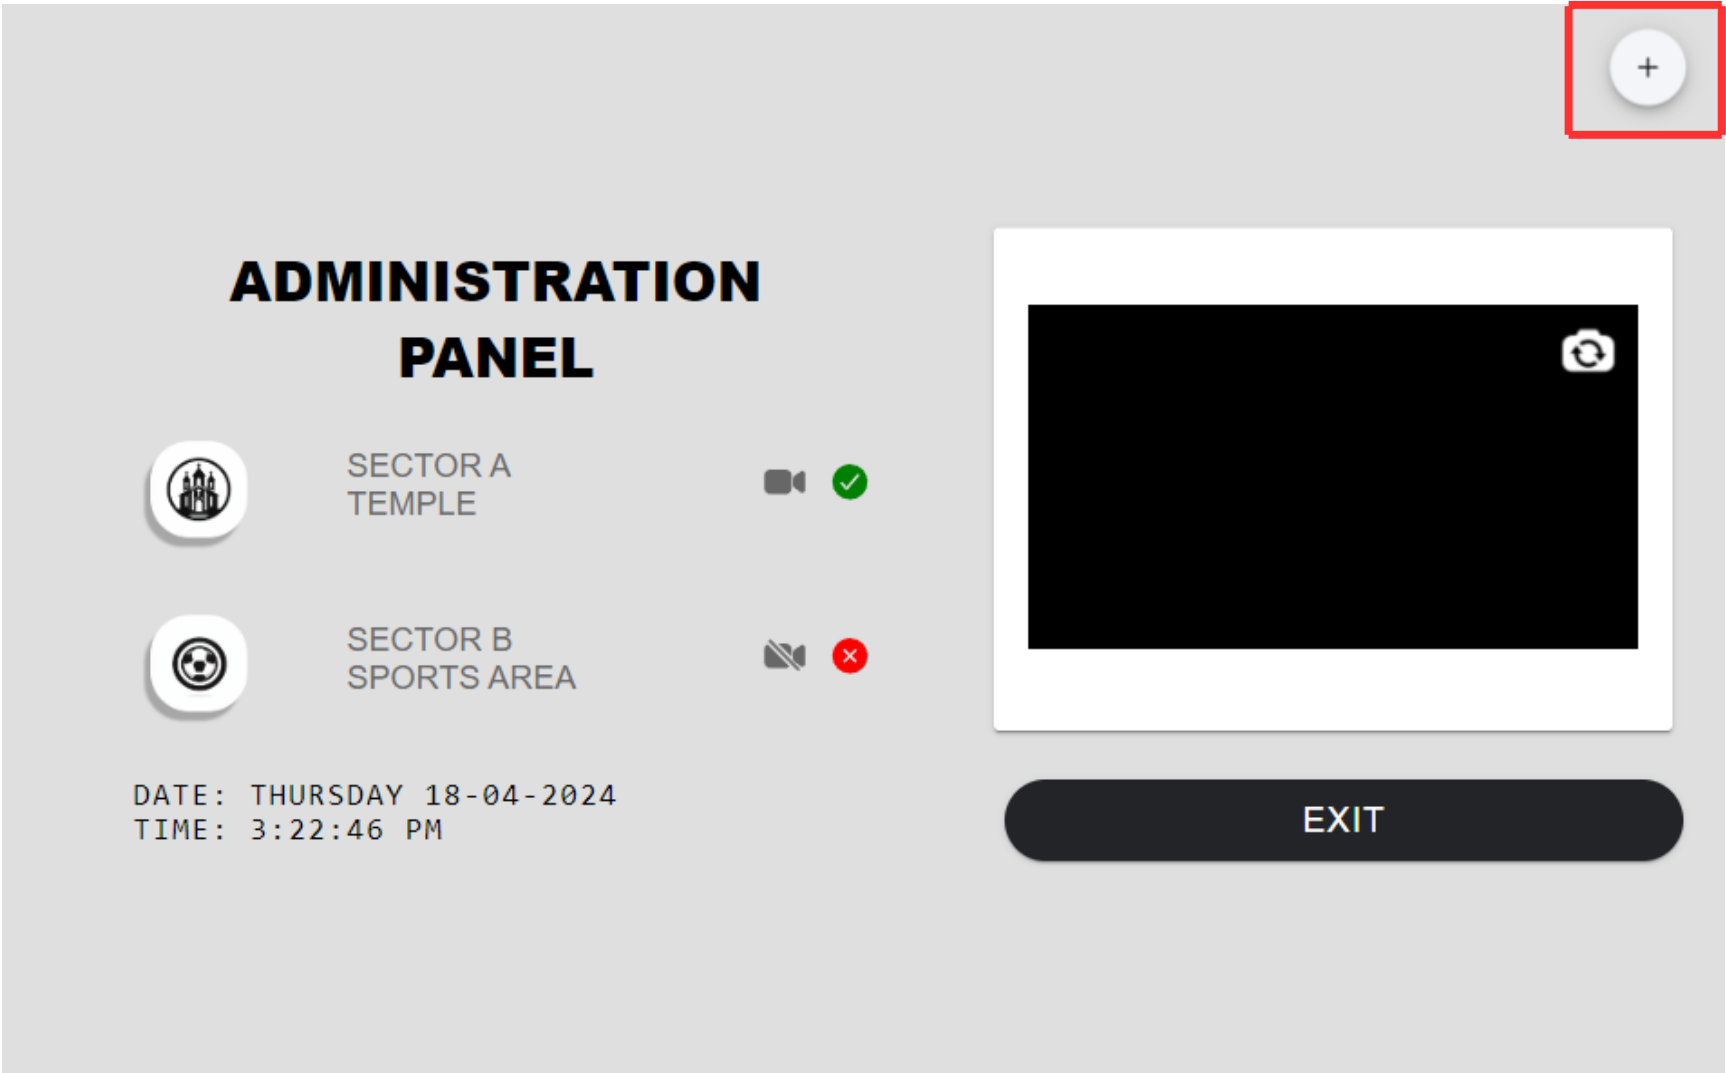 +
ADMINISTRATION
PANEL
SECTOR A
TEMPLE
SECTOR B
SPORTS AREA
DATE: THURSDAY 18-04-2024
TIME: 3:22:46 PM
EXIT